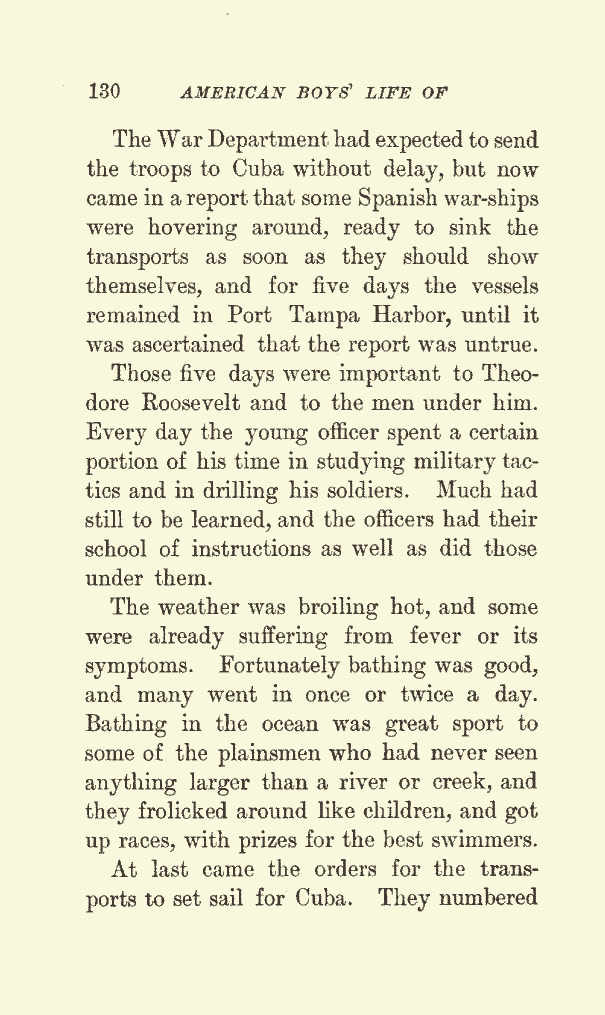 130 AMERICAN BOYS' LIFE OF
The War Department had expected to send
the troops to Cuba without delay, but now
came in a report that some Spanish war-ships
were hovering around, ready to sink the
transports as soon as they should show
themselves, and for five days the vessels
remained in Port Tampa Harbor, until it
was ascertained that the report was untrue.
Those five days were important to Theo-
dore Roosevelt and to the men under him.
Every day the young officer spent a certain
portion of his time in studying military tac-
tics and in drilling his soldiers. Much had
still to be learned, and the officers had their
school of instructions as well as did those
under them.
The weather was broiling hot, and some
were already suffering from fever or its
symptoms. Fortunately bathing was good,
and many went in once or twice a day.
Bathing in the ocean was great sport to
some of the plainsmen who had never seen
anything larger than a river or creek, and
they frolicked around like children, and got
up races, with prizes for the best swimmers.
At last came the orders for the trans-
ports to set sail for Cuba. They numbered